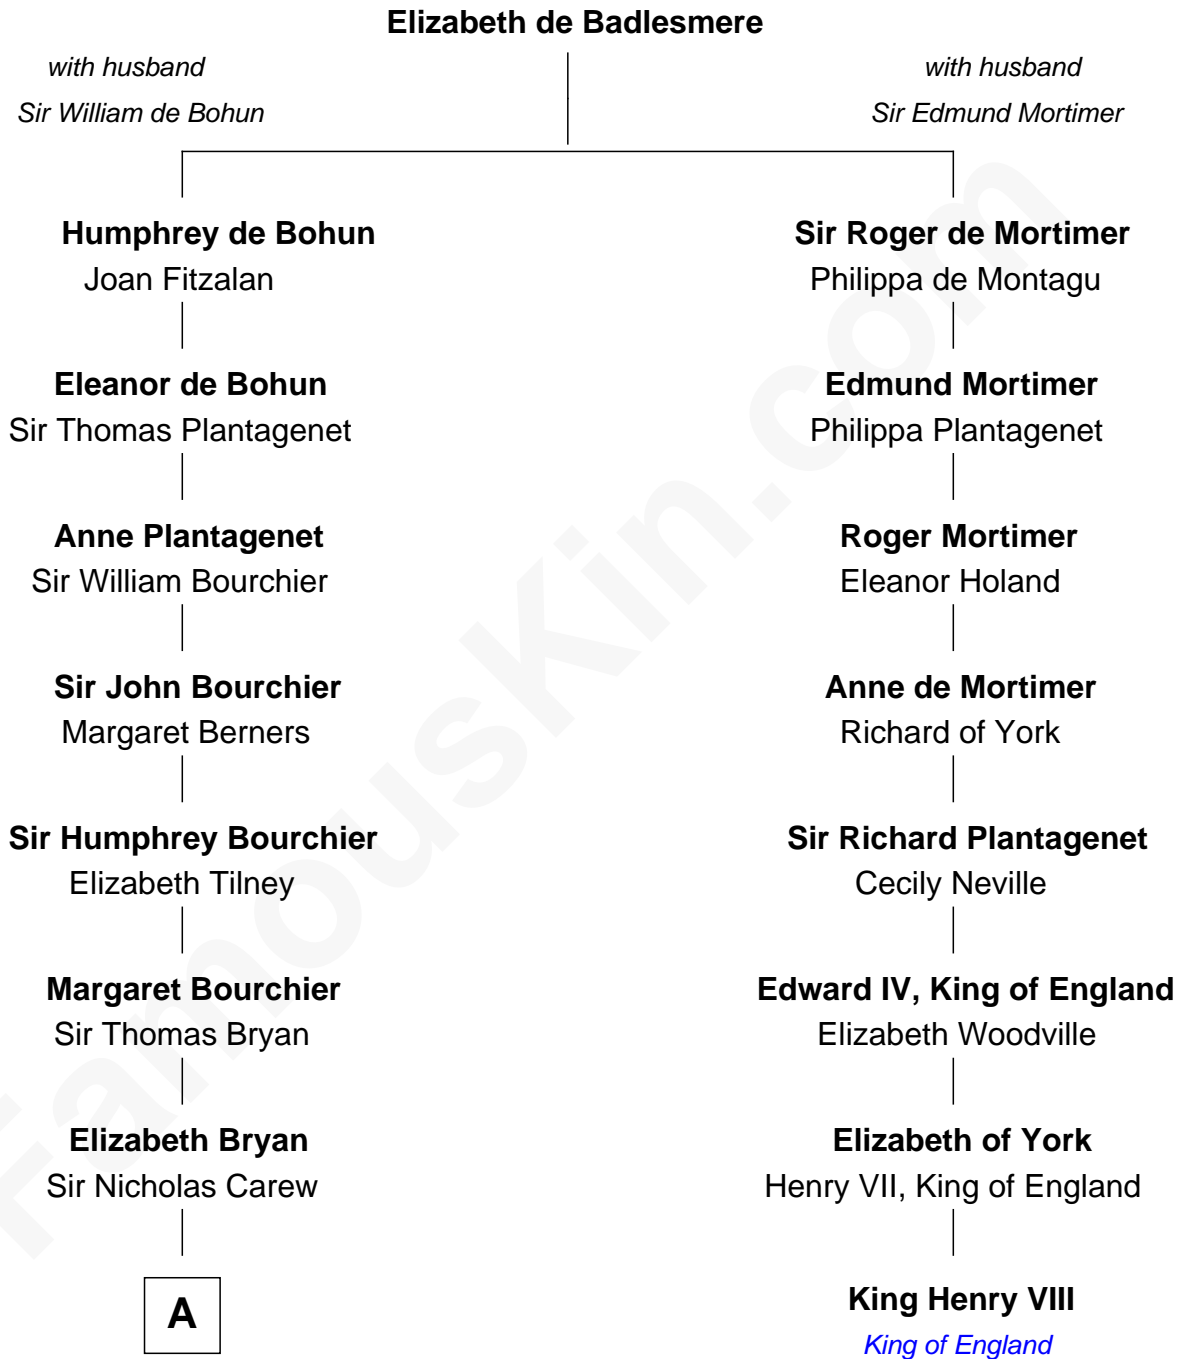 Elizabeth de Badlesmere
with husband
Sir William de Bohun
with husband
Sir Edmund Mortimer
Humphrey de Bohun
Joan Fitzalan
Sir Roger de Mortimer
Philippa de Montagu
Eleanor de Bohun
Sir Thomas Plantagenet
Edmund Mortimer
Philippa Plantagenet
Anne Plantagenet
Sir William Bourchier
Roger Mortimer
Eleanor Holand
Sir John Bourchier
Margaret Berners
Anne de Mortimer
Richard of York
Sir Humphrey Bourchier
Elizabeth Tilney
Sir Richard Plantagenet
Cecily Neville
Margaret Bourchier
Sir Thomas Bryan
Edward IV, King of England
Elizabeth Woodville
Elizabeth Bryan
Sir Nicholas Carew
Elizabeth of York
Henry VII, King of England
A
King Henry VIII
King of England
FamousKin.com